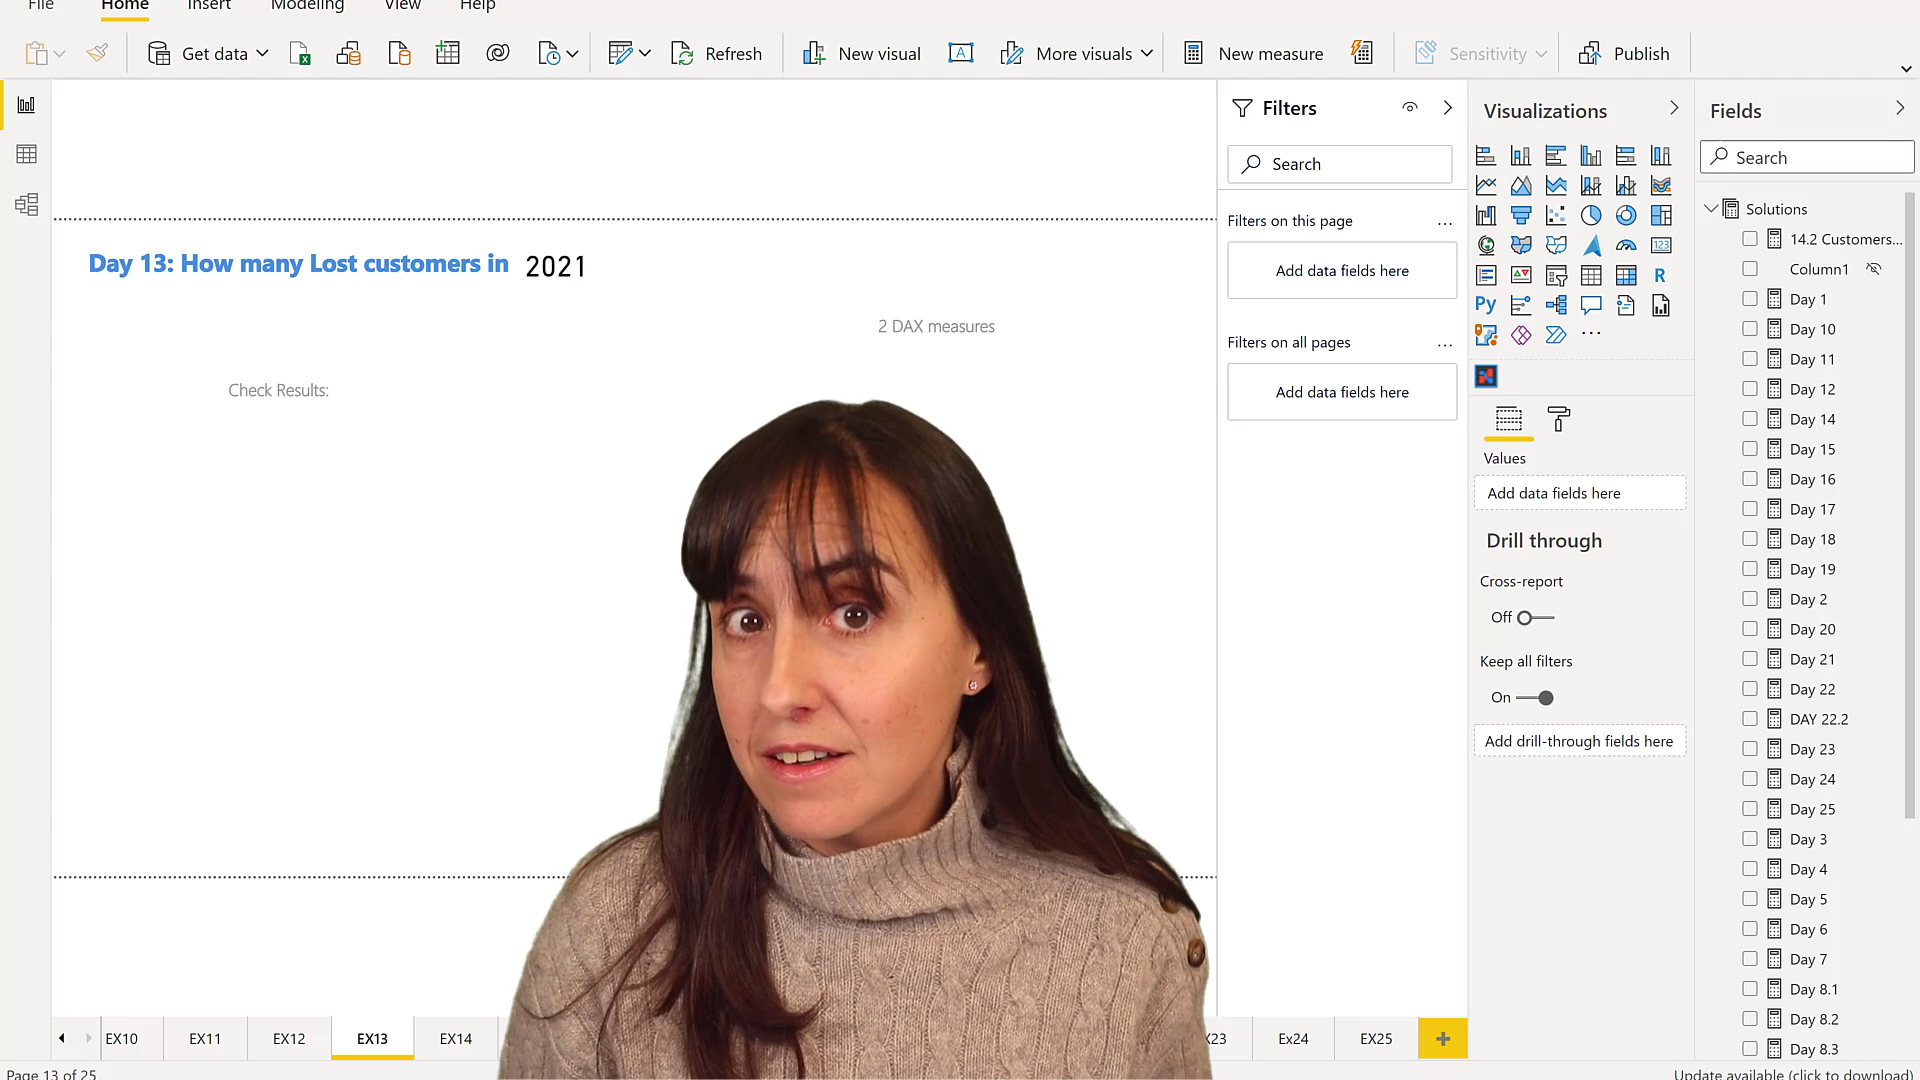 File Home Insert Modeling View Help
Get data Refresh New visual More visuals New measure Sensitivity Publish
Filters
Search
Filters on this page ...
Add data fields here
Filters on all pages ...
Add data fields here
Day 13: How many Lost customers in 2021
2 DAX measures
Check Results:
Visualizations
R
Py
123
Values
Add data fields here
Drill through
Cross-report
Off
Keep all filters
On
Add drill-through fields here
Fields
Search
Solutions
14.2 Customers...
Column1
Day 1
Day 10
Day 11
Day 12
Day 14
Day 15
Day 16
Day 17
Day 18
Day 19
Day 2
Day 20
Day 21
Day 22
DAY 22.2
Day 23
Day 24
Day 25
Day 3
Day 4
Day 5
Day 6
Day 7
Day 8.1
Day 8.2
Day 8.3
EX10 EX11 EX12 EX13 EX14 X23 Ex24 EX25 +
Page 13 of 25
Update available (click to download)